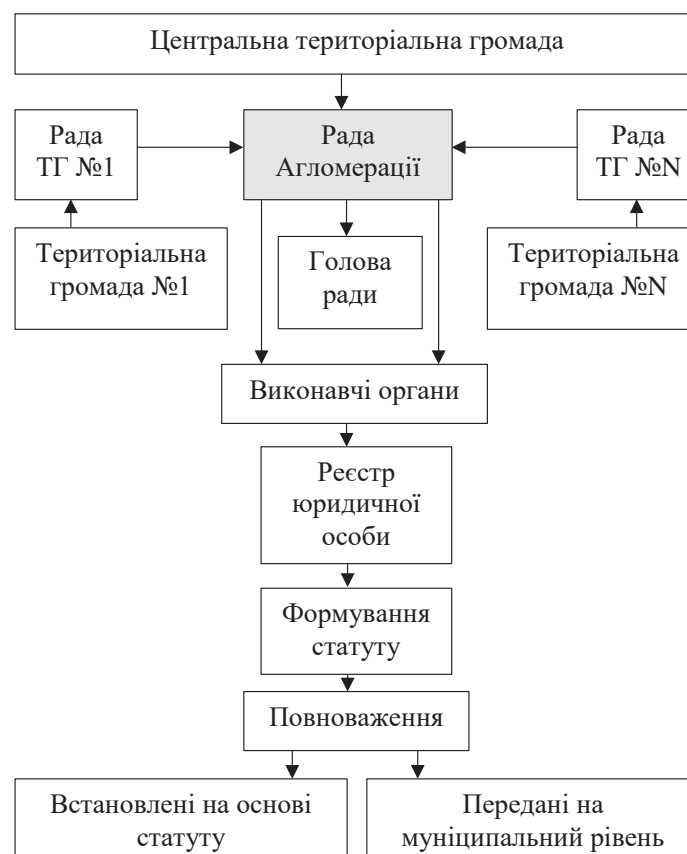 Центральна територіальна громада
Рада
ТГ №1
Рада
Агломерації
Рада
ТГ №N
Територіальна
громада №1
Голова
ради
Територіальна
громада №N
Виконавчі органи
Реєстр
юридичної
особи
Формування
статуту
Повноваження
Встановлені на основі
статуту
Передані на
муніципальний рівень